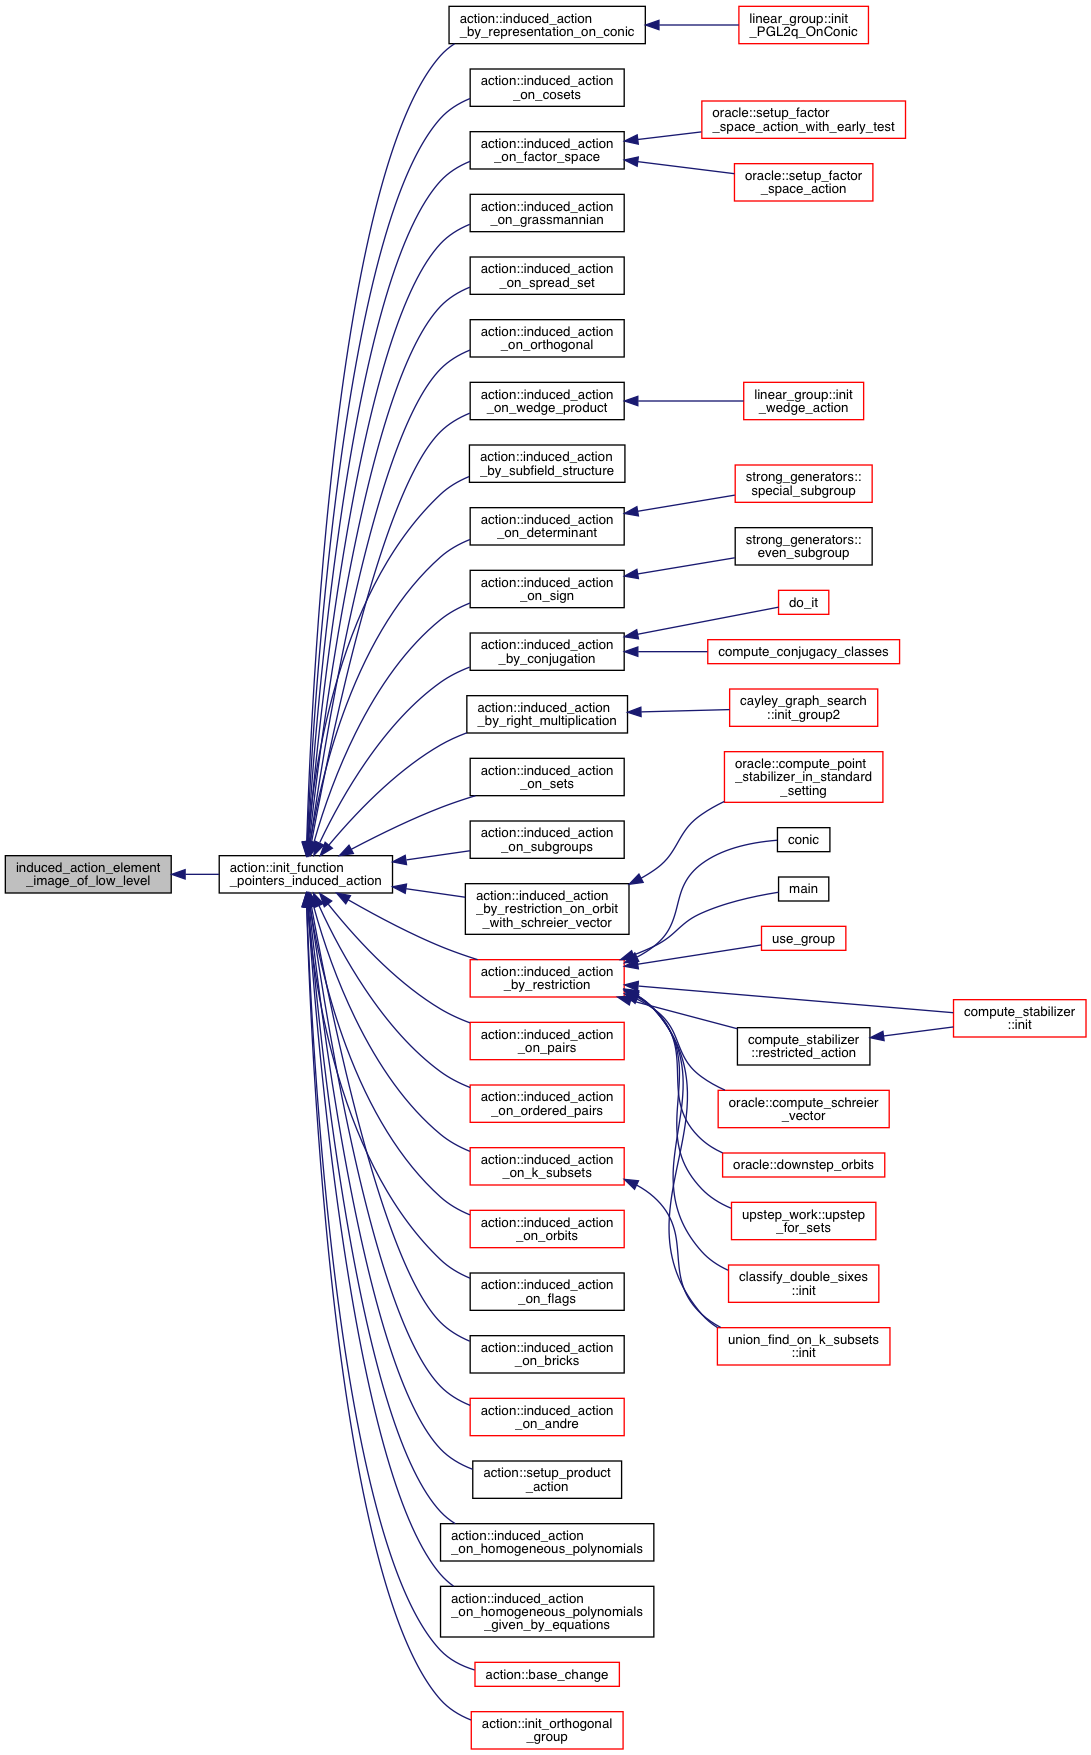 induced_action_element
_image_of_low_level
action::init_function
_pointers_induced_action
action::induced_action
_by_representation_on_conic
linear_group::init
_PGL2q_OnConic
action::induced_action
_on_cosets
action::induced_action
_on_factor_space
oracle::setup_factor
_space_action_with_early_test
oracle::setup_factor
_space_action
action::induced_action
_on_grassmannian
action::induced_action
_on_spread_set
action::induced_action
_on_orthogonal
action::induced_action
_on_wedge_product
linear_group::init
_wedge_action
action::induced_action
_by_subfield_structure
action::induced_action
_on_determinant
strong_generators::
special_subgroup
action::induced_action
_on_sign
strong_generators::
even_subgroup
action::induced_action
_by_conjugation
do_it
compute_conjugacy_classes
action::induced_action
_by_right_multiplication
cayley_graph_search
::init_group2
action::induced_action
_on_sets
action::induced_action
_on_subgroups
action::induced_action
_by_restriction_on_orbit
_with_schreier_vector
oracle::compute_point
_stabilizer_in_standard
_setting
action::induced_action
_by_restriction
conic
main
use_group
compute_stabilizer
::init
compute_stabilizer
::restricted_action
oracle::compute_schreier
_vector
oracle::downstep_orbits
upstep_work::upstep
_for_sets
classify_double_sixes
::init
union_find_on_k_subsets
::init
action::induced_action
_on_pairs
action::induced_action
_on_ordered_pairs
action::induced_action
_on_k_subsets
action::induced_action
_on_orbits
action::induced_action
_on_flags
action::induced_action
_on_bricks
action::induced_action
_on_andre
action::setup_product
_action
action::induced_action
_on_homogeneous_polynomials
action::induced_action
_on_homogeneous_polynomials
_given_by_equations
action::base_change
action::init_orthogonal
_group